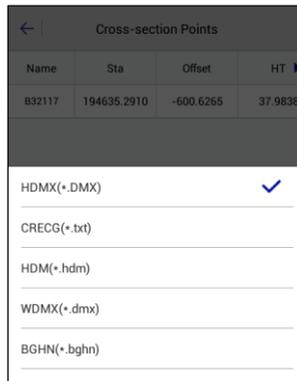 Cross-section Points
Name Sta Offset HT
B32117 194635.2910 -600.6265 37.9838
HDMX(*.DMX)
CRECG(*.txt)
HDM(*.hdm)
WDMX(*.dmx)
BGHN(*.bghn)